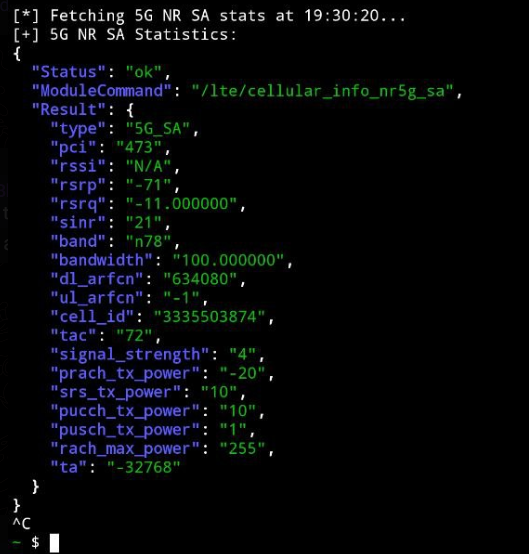 [*] Fetching 5G NR SA stats at 19:30:20...
[+] 5G NR SA Statistics:
{
  "Status": "ok",
  "ModuleCommand": "/lte/cellular_info_nr5g_sa",
  "Result": {
    "type": "5G_SA",
    "pci": "473",
    "rssi": "N/A",
    "rsrp": "-71",
    "rsrq": "-11.000000",
    "sinr": "21",
    "band": "n78",
    "bandwidth": "100.000000",
    "dl_arfcn": "634080",
    "ul_arfcn": "-1",
    "cell_id": "3335503874",
    "tac": "72",
    "signal_strength": "4",
    "prach_tx_power": "-20",
    "srs_tx_power": "10",
    "pucch_tx_power": "10",
    "pusch_tx_power": "1",
    "rach_max_power": "255",
    "ta": "-32768"
  }
}
^C
~ $